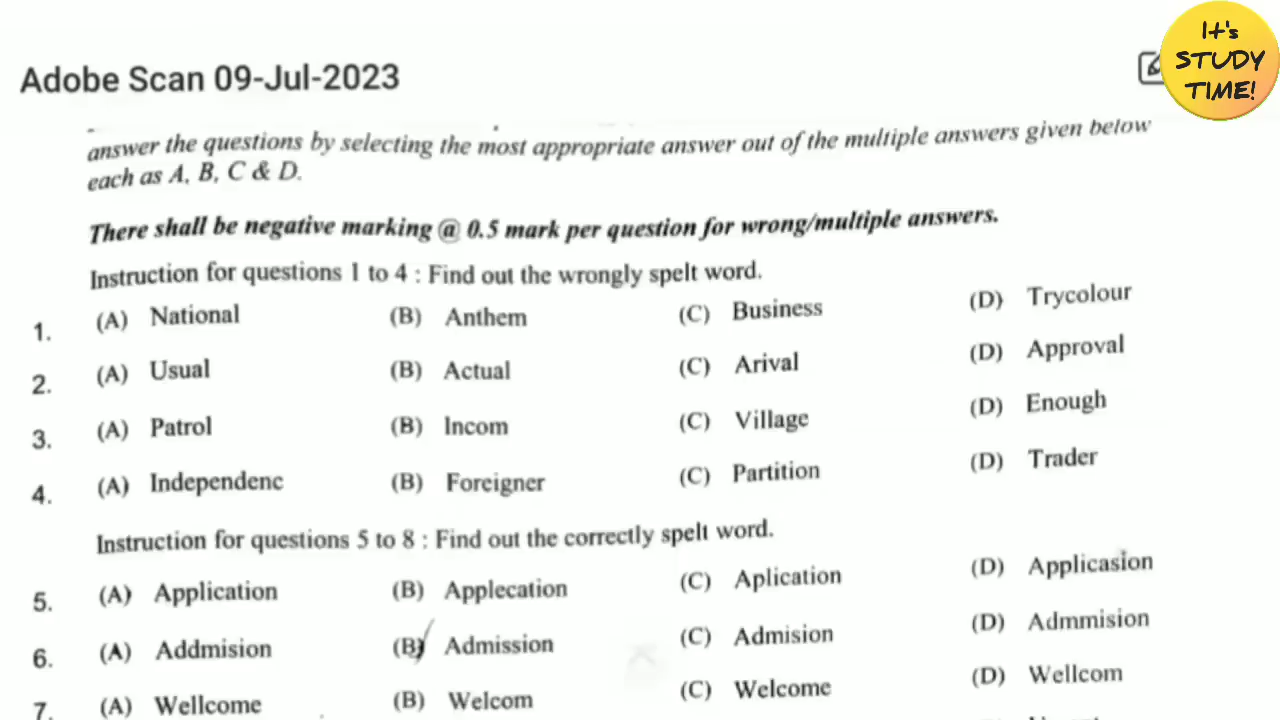 It's
STUDY
TIME!
Adobe Scan 09-Jul-2023
answer the questions by selecting the most appropriate answer out of the multiple answers given below
each as A, B, C & D.
There shall be negative marking @ 0.5 mark per question for wrong/multiple answers.
Instruction for questions 1 to 4 : Find out the wrongly spelt word.
1. (A) National (B) Anthem (C) Business (D) Trycolour
2. (A) Usual (B) Actual (C) Arival (D) Approval
3. (A) Patrol (B) Incom (C) Village (D) Enough
4. (A) Independenc (B) Foreigner (C) Partition (D) Trader
Instruction for questions 5 to 8 : Find out the correctly spelt word.
5. (A) Application (B) Applecation (C) Aplication (D) Applicasion
6. (A) Addmision (B) Admission (C) Admision (D) Admmision
7. (A) Wellcome (B) Welcom (C) Welcome (D) Wellcom